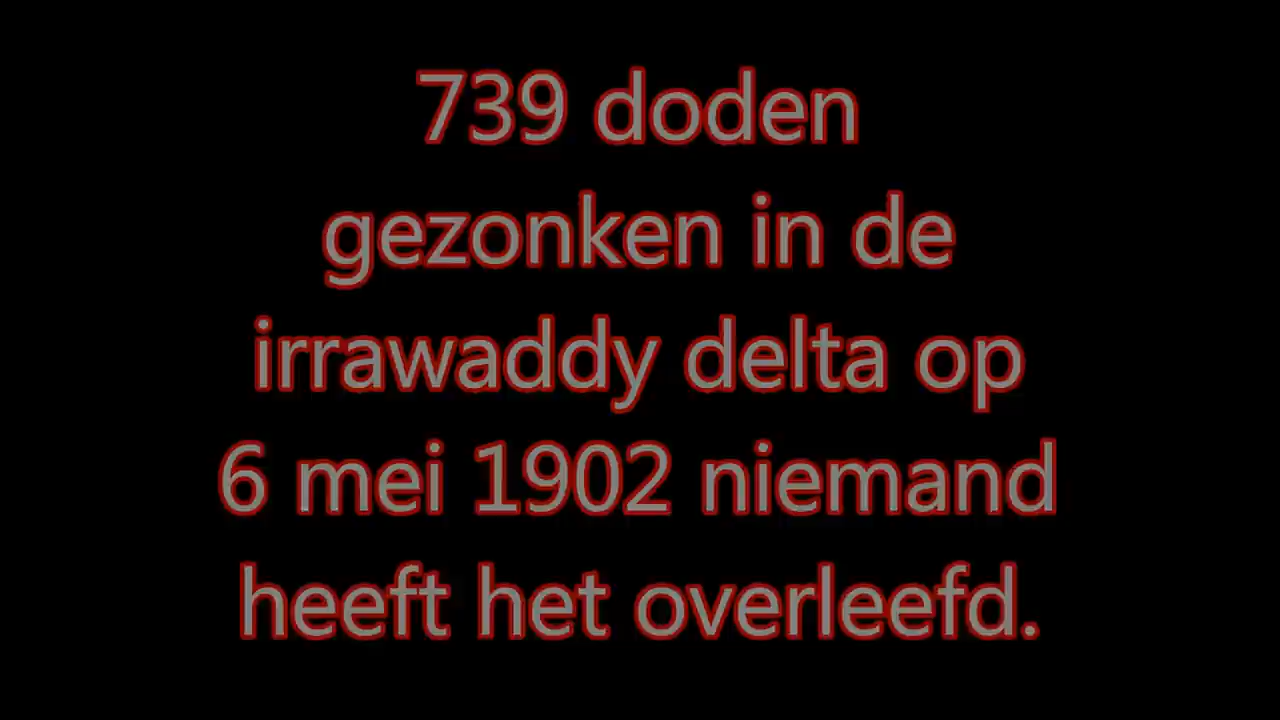 739 doden
gezonken in de
irrawaddy delta op
6 mei 1902 niemand
heeft het overleefd.